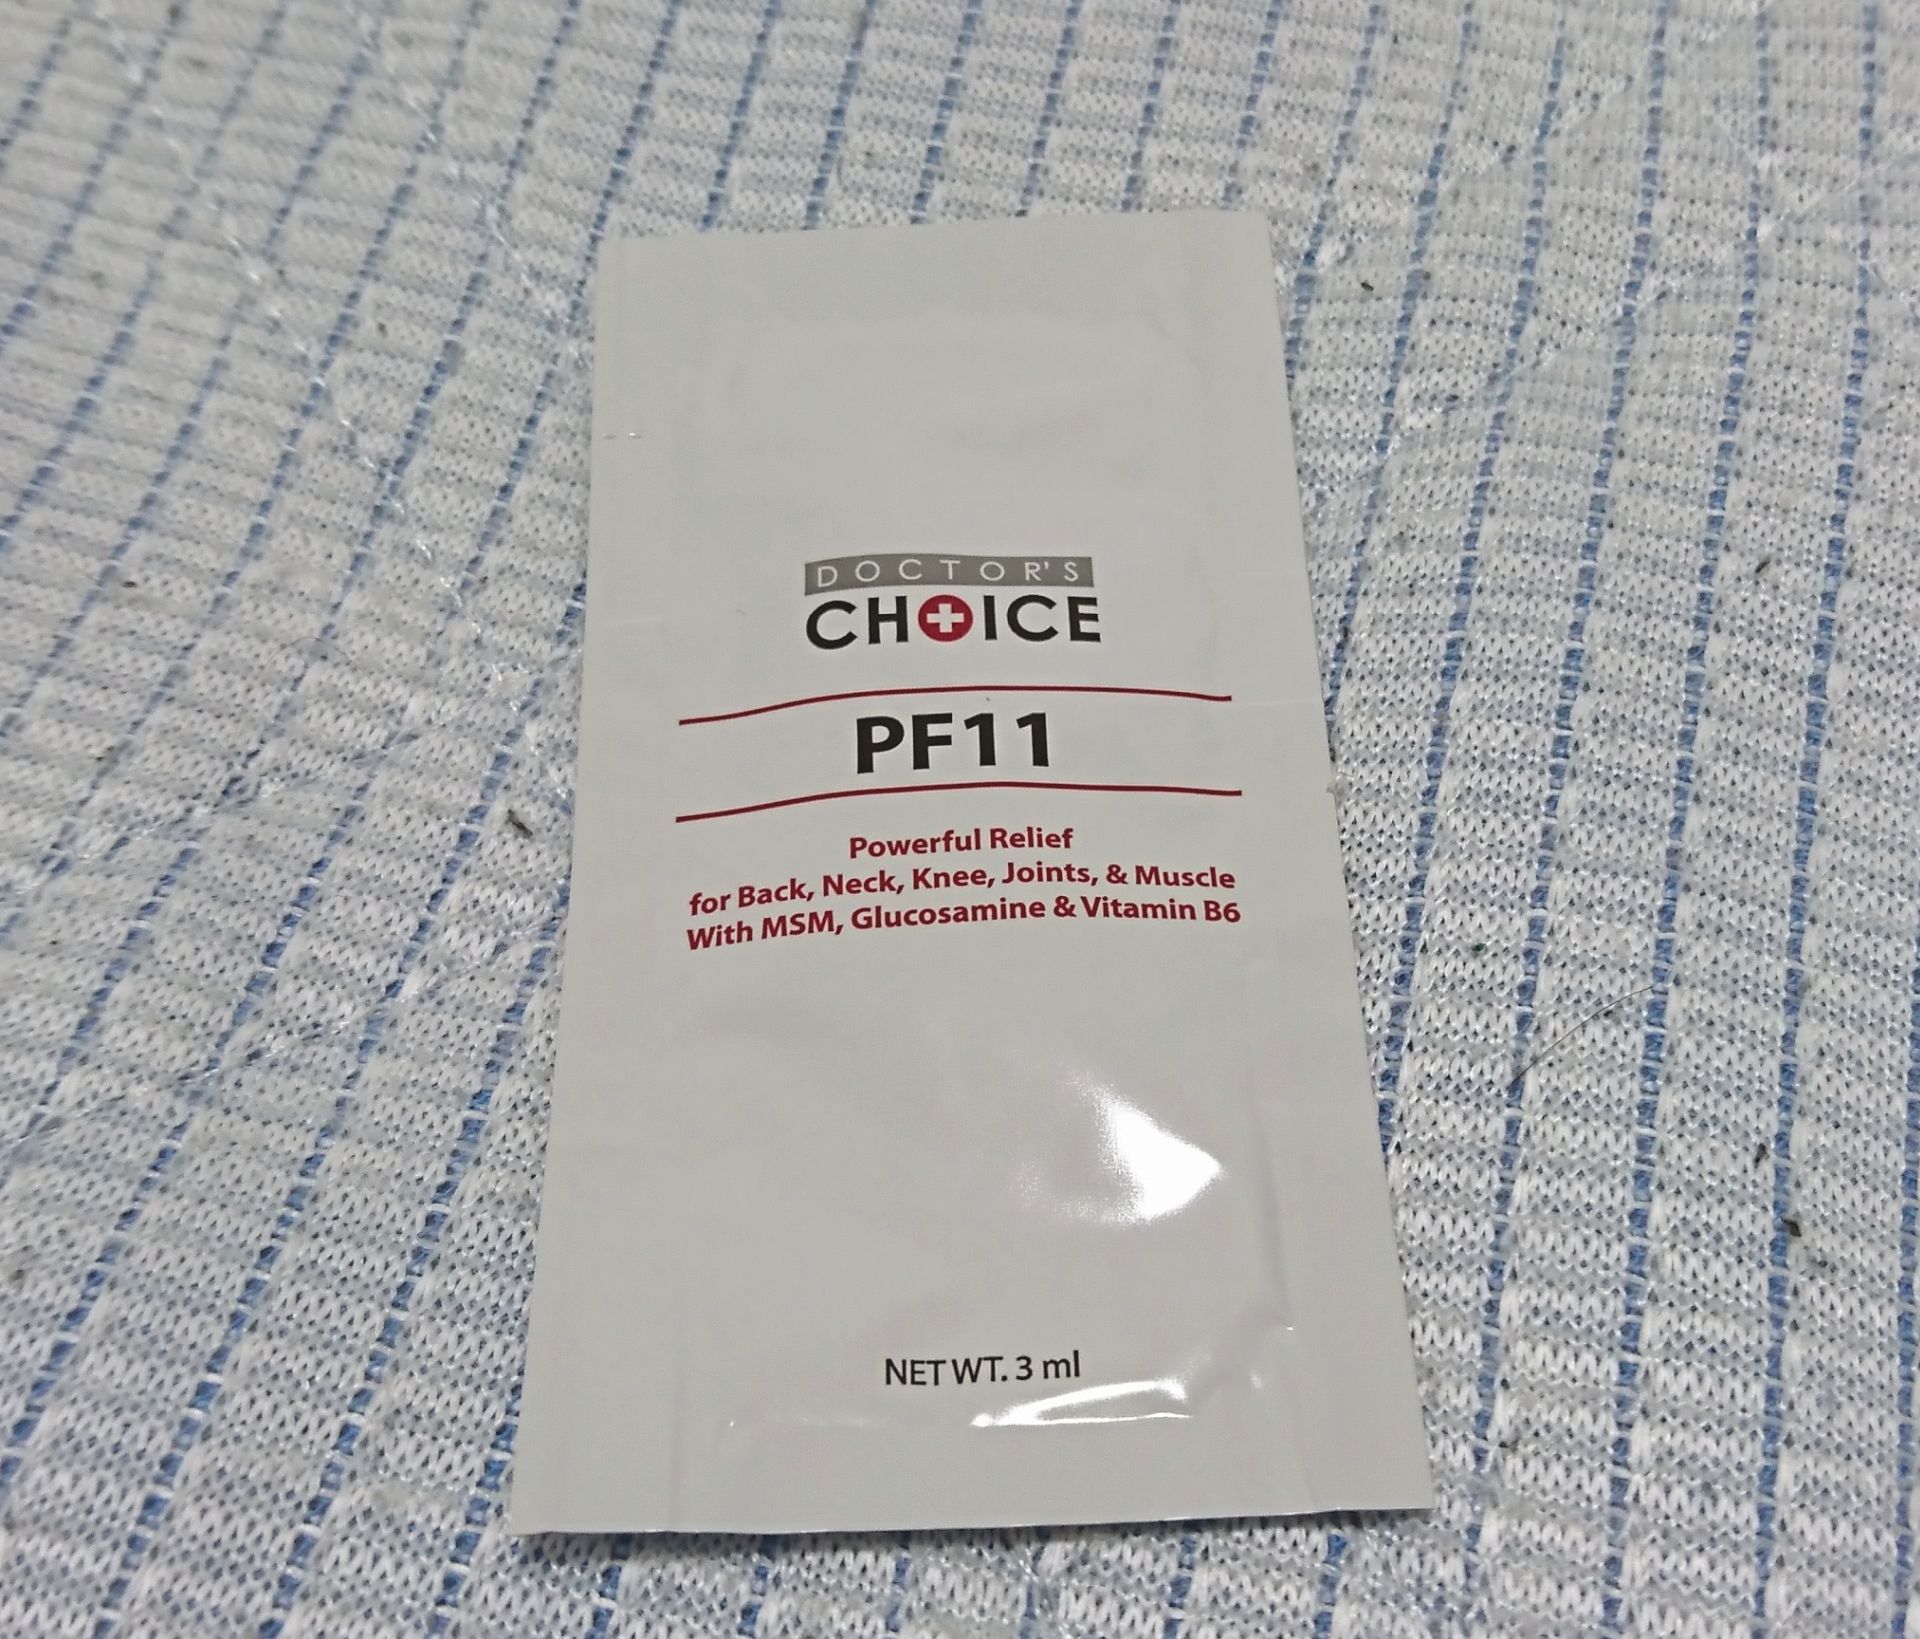 DOCTOR'S
CHOICE
PF11
Powerful Relief
for Back, Neck, Knee, Joints, & Muscle
With MSM, Glucosamine & Vitamin B6
NET WT. 3 ml